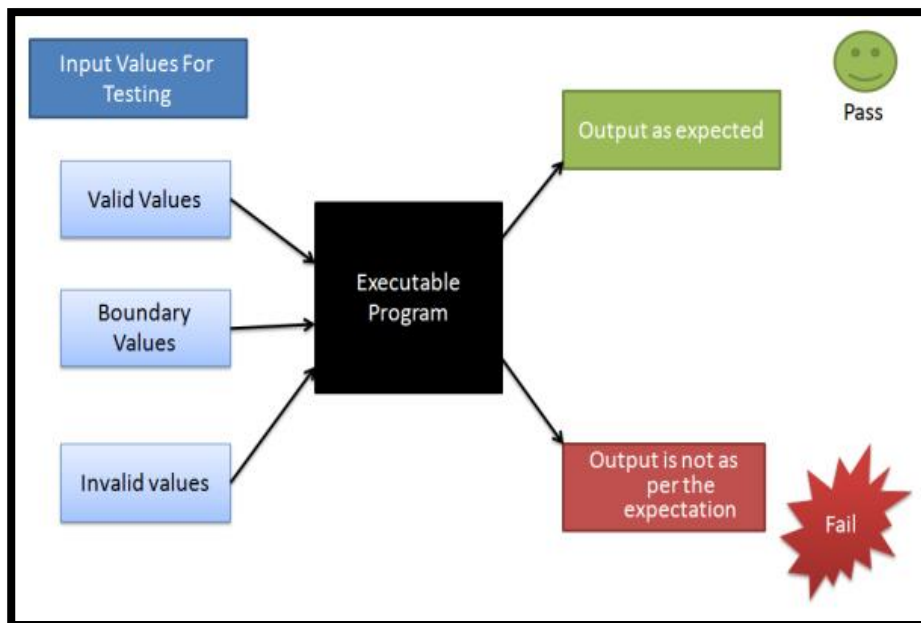 Input Values For
Testing
Pass
Output as expected
Valid Values
Executable
Program
Boundary
Values
Invalid values
Output is not as
per the
expectation
Fail